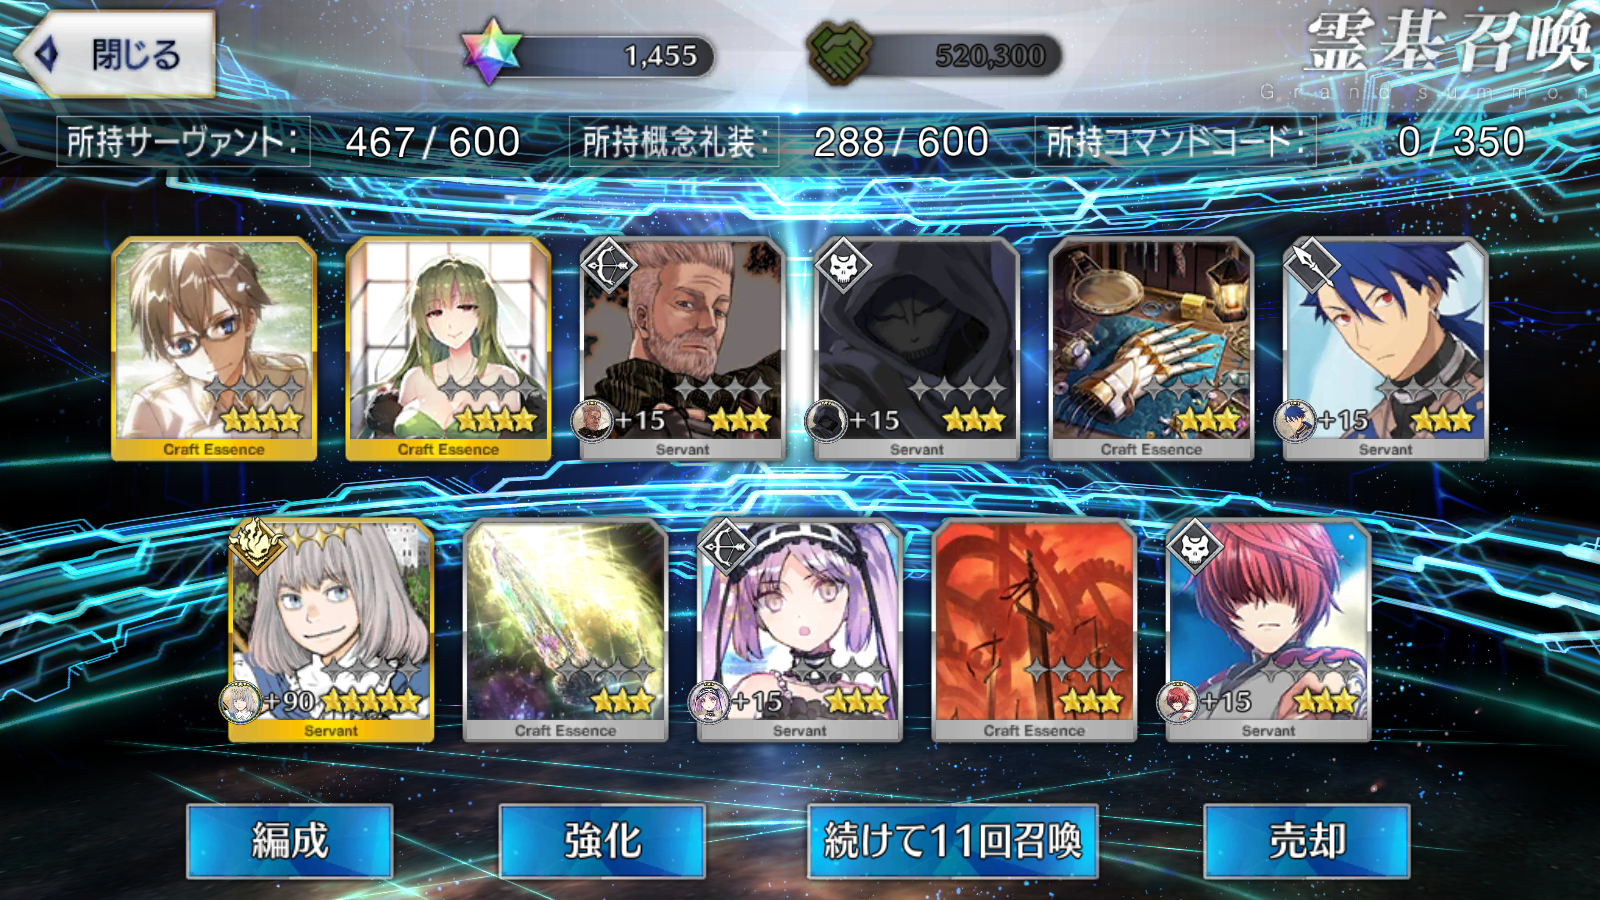 閉じる
1,455
520,300
霊基召喚
Grand summon
所持サーヴァント: 467 / 600
所持概念礼装: 288 / 600
所持コマンドコード: 0 / 350
+15
+15
+15
Craft Essence
Craft Essence
Servant
Servant
Craft Essence
Servant
+90
+15
+15
Servant
Craft Essence
Servant
Craft Essence
Servant
編成
強化
続けて11回召喚
売却